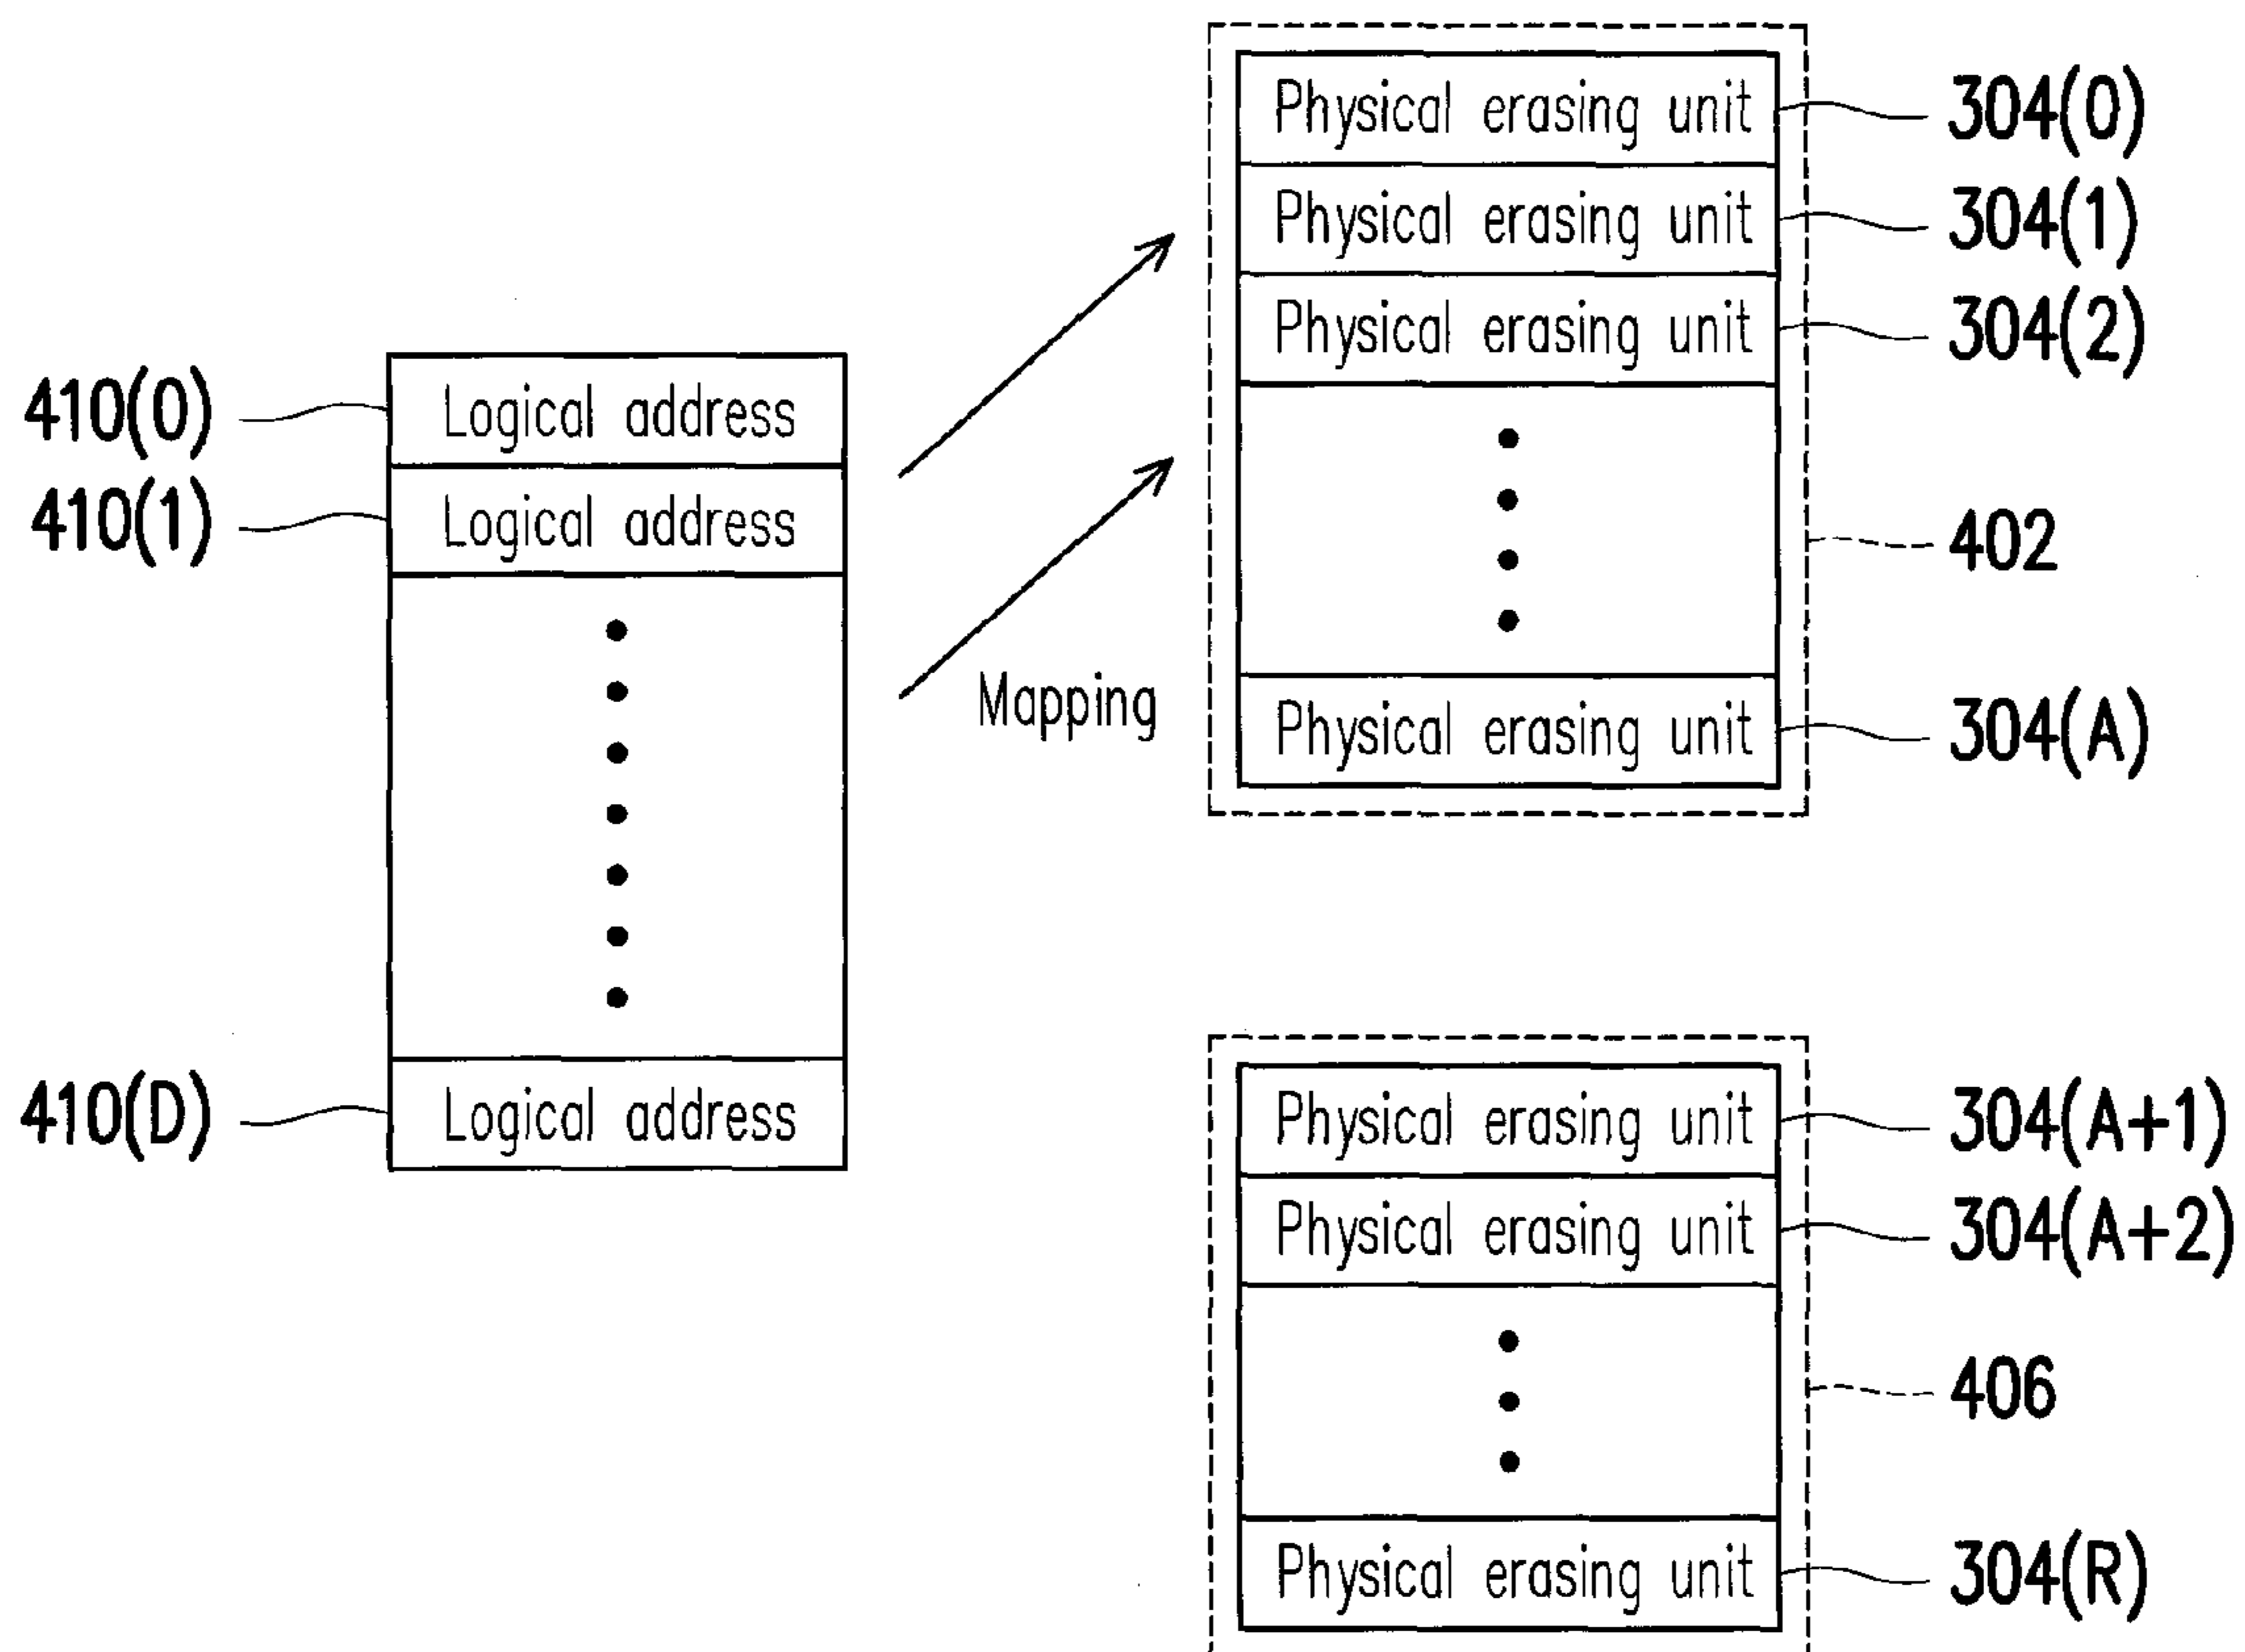 410(0)
Logical address
410(1)
Logical address
410(D)
Logical address
Mapping
Physical erasing unit
304(0)
Physical erasing unit
304(1)
Physical erasing unit
304(2)
402
Physical erasing unit
304(A)
Physical erasing unit
304(A+1)
Physical erasing unit
304(A+2)
406
Physical erasing unit
304(R)